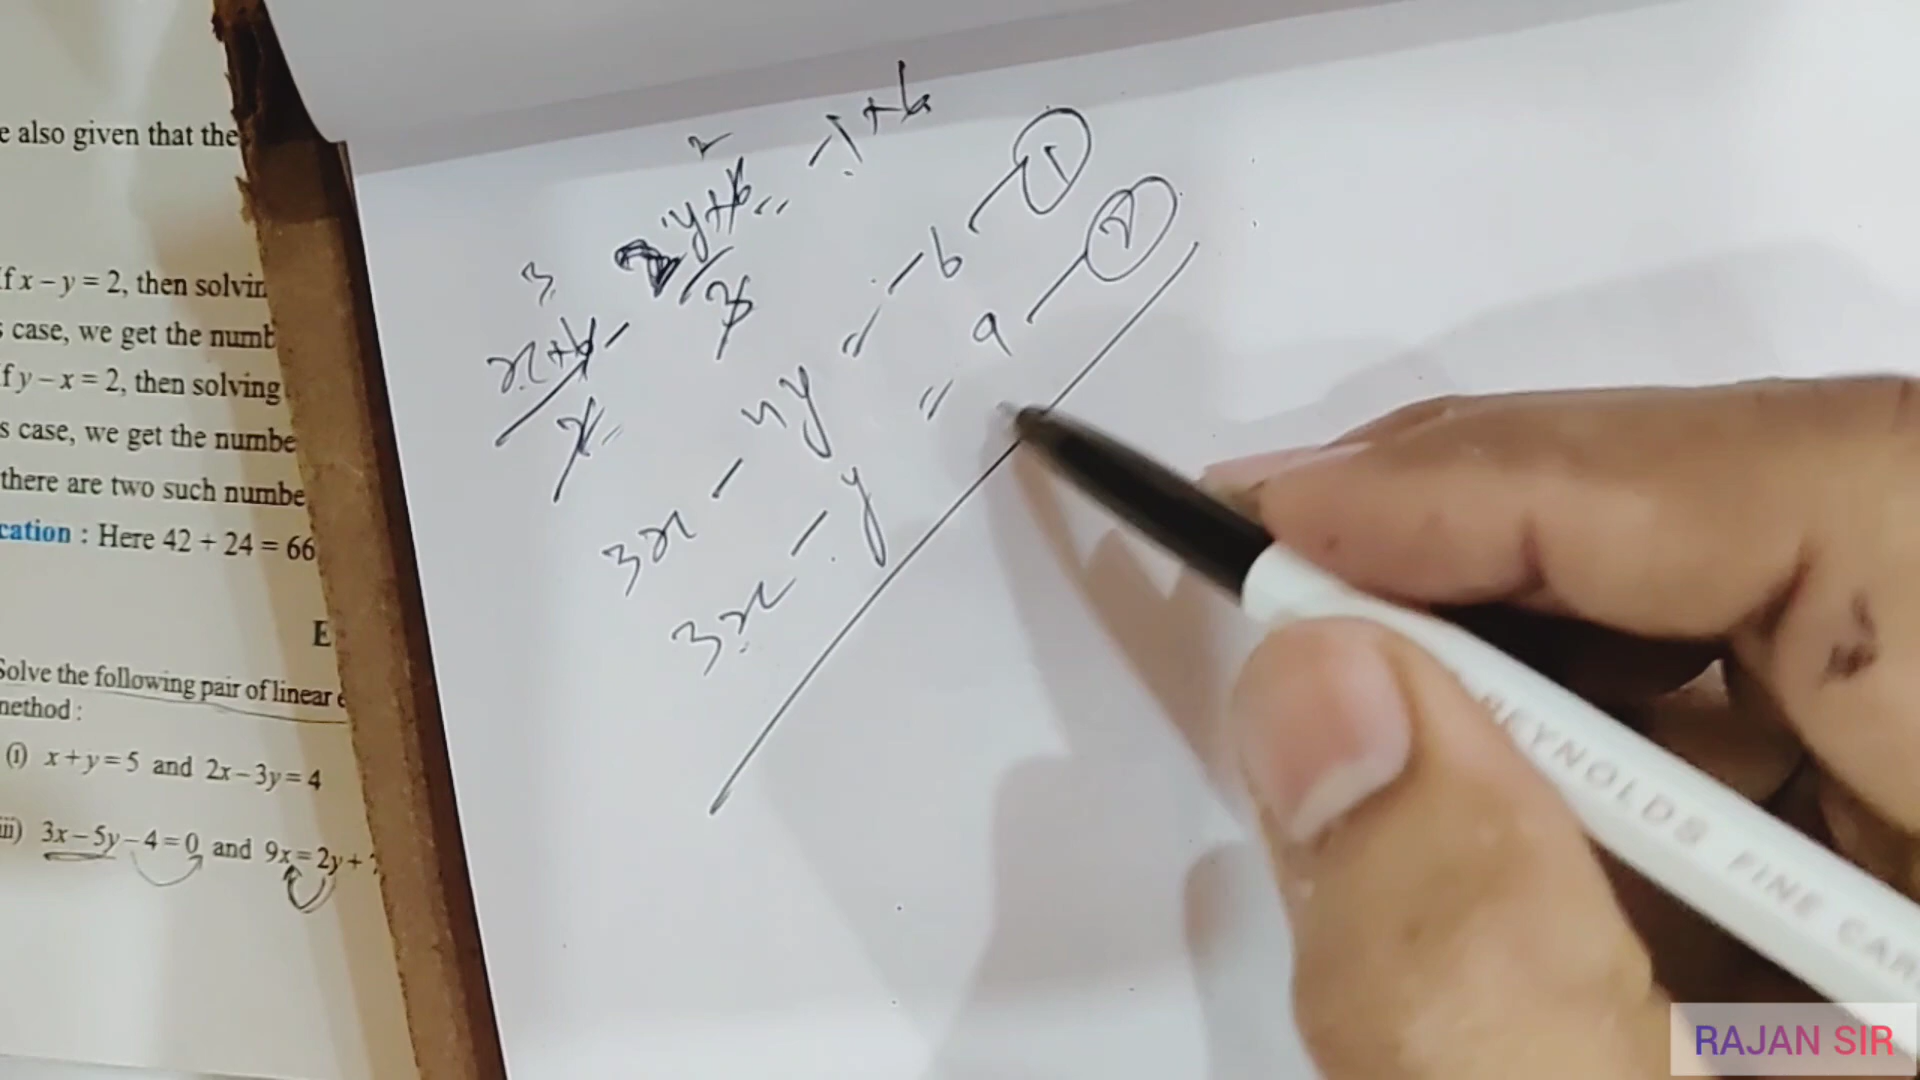 e also given that the
f x – y = 2, then solvin
s case, we get the numb
f y – x = 2, then solving
s case, we get the numbe
there are two such numbe
cation : Here 42 + 24 = 66
E
Solve the following pair of linear e
method :
(i) x + y = 5 and 2x – 3y = 4
iii) 3x – 5y – 4 = 0 and 9x = 2y +
3x – 4y = – 6 1
3x – y = 9 2
REYNOLDS FINE CAR
RAJAN SIR